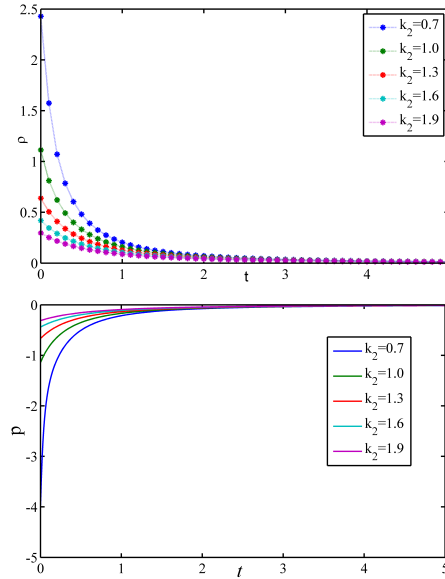 2.5
2
1.5
1
0.5
0
ρ
k₂=0.7
k₂=1.0
k₂=1.3
k₂=1.6
k₂=1.9
0 1 2 3 4
t
0
-1
-2
-3
-4
-5
p
k₂=0.7
k₂=1.0
k₂=1.3
k₂=1.6
k₂=1.9
0 1 2 3 4 5
t